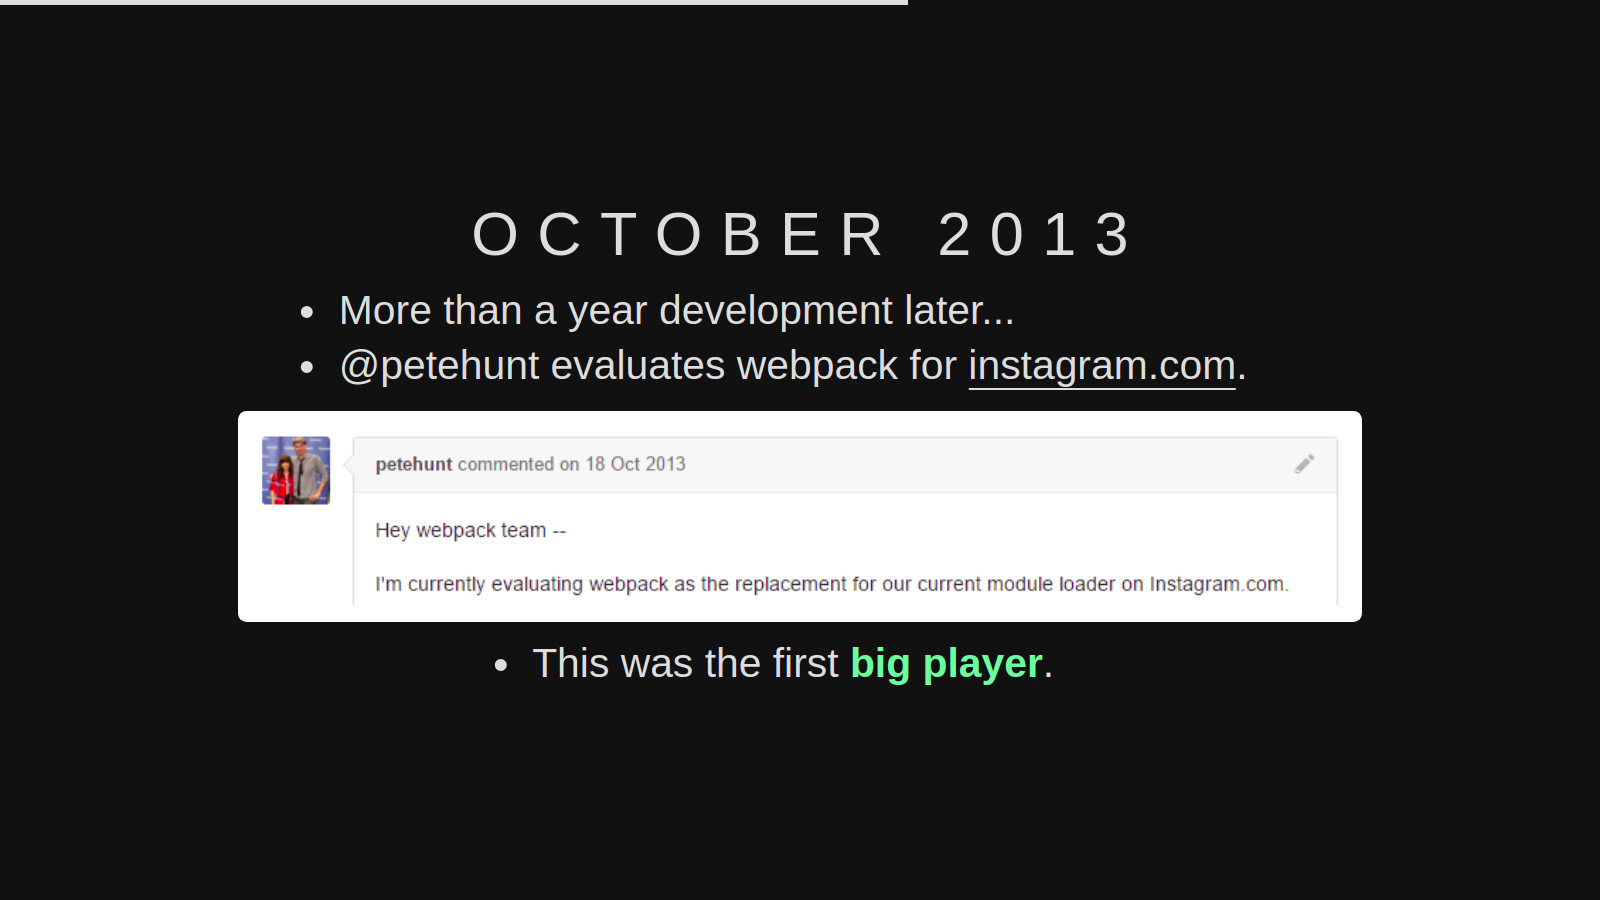 OCTOBER 2013
• More than a year development later...
• @petehunt evaluates webpack for instagram.com.
petehunt commented on 18 Oct 2013
Hey webpack team --
I'm currently evaluating webpack as the replacement for our current module loader on Instagram.com.
• This was the first big player.